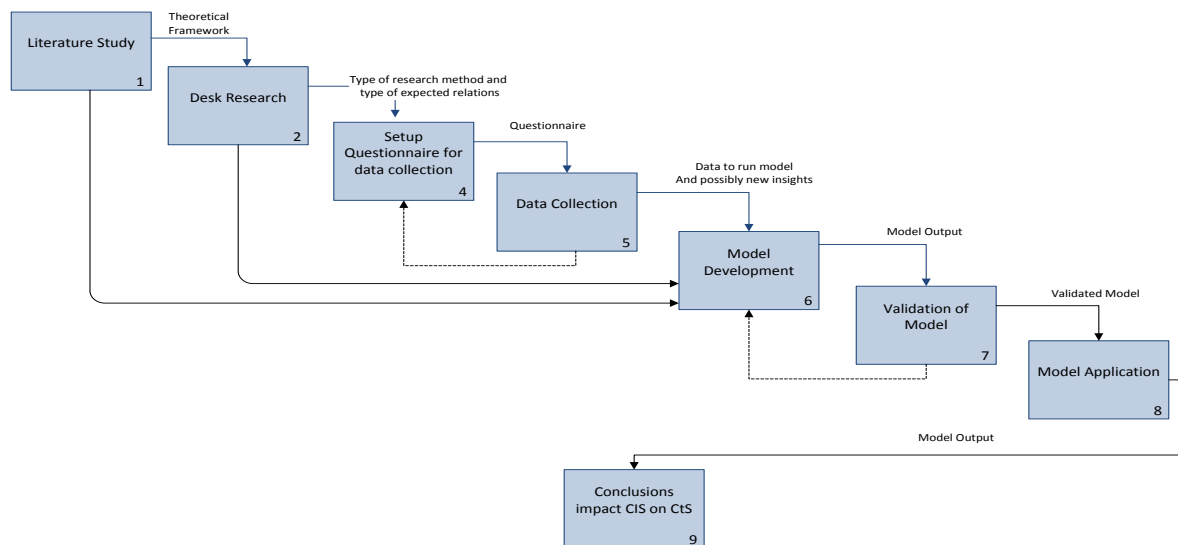 Theoretical
Framework
Literature Study
1
Type of research method and
type of expected relations
Desk Research
2
Questionnaire
Setup
Questionnaire for
data collection
4
Data to run model
And possibly new insights
Data Collection
5
Model Output
Model
Development
6
Validated Model
Validation of
Model
7
Model Application
8
Model Output
Conclusions
impact CIS on CtS
9